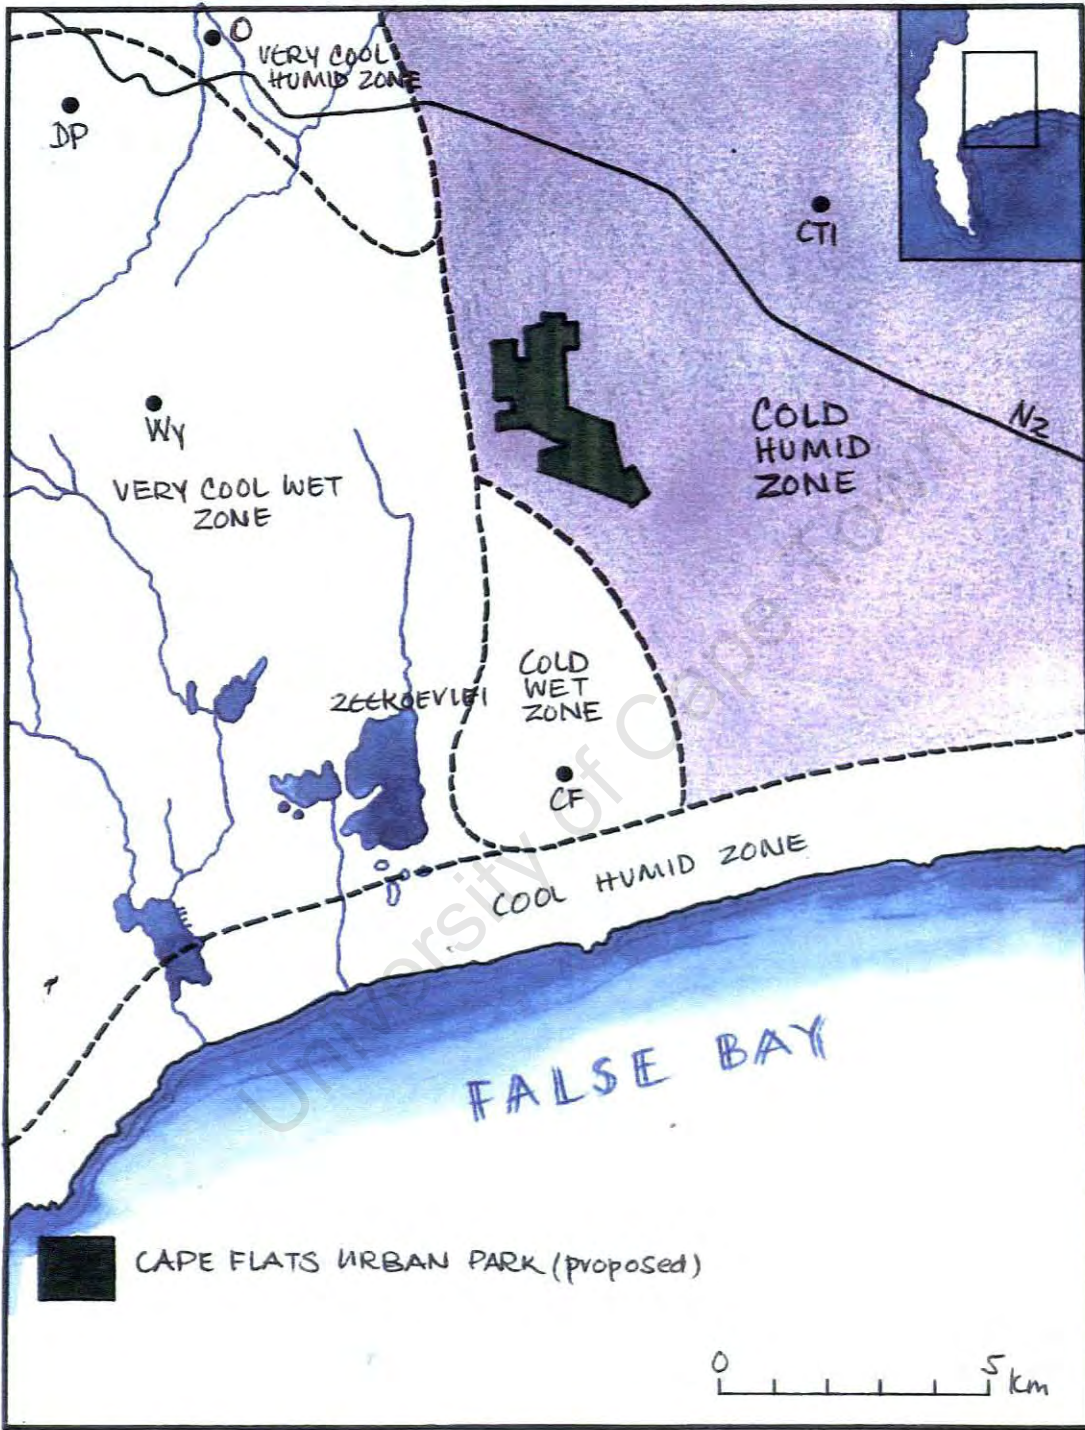 O
VERY COOL
HUMID ZONE
DP
CTI
N2
COLD
HUMID
ZONE
Wy
VERY COOL WET
ZONE
COLD
WET
ZONE
ZEEKOEVLEI
CF
COOL HUMID ZONE
FALSE BAY
University of Cape Town
CAPE FLATS URBAN PARK (proposed)
0 5 km